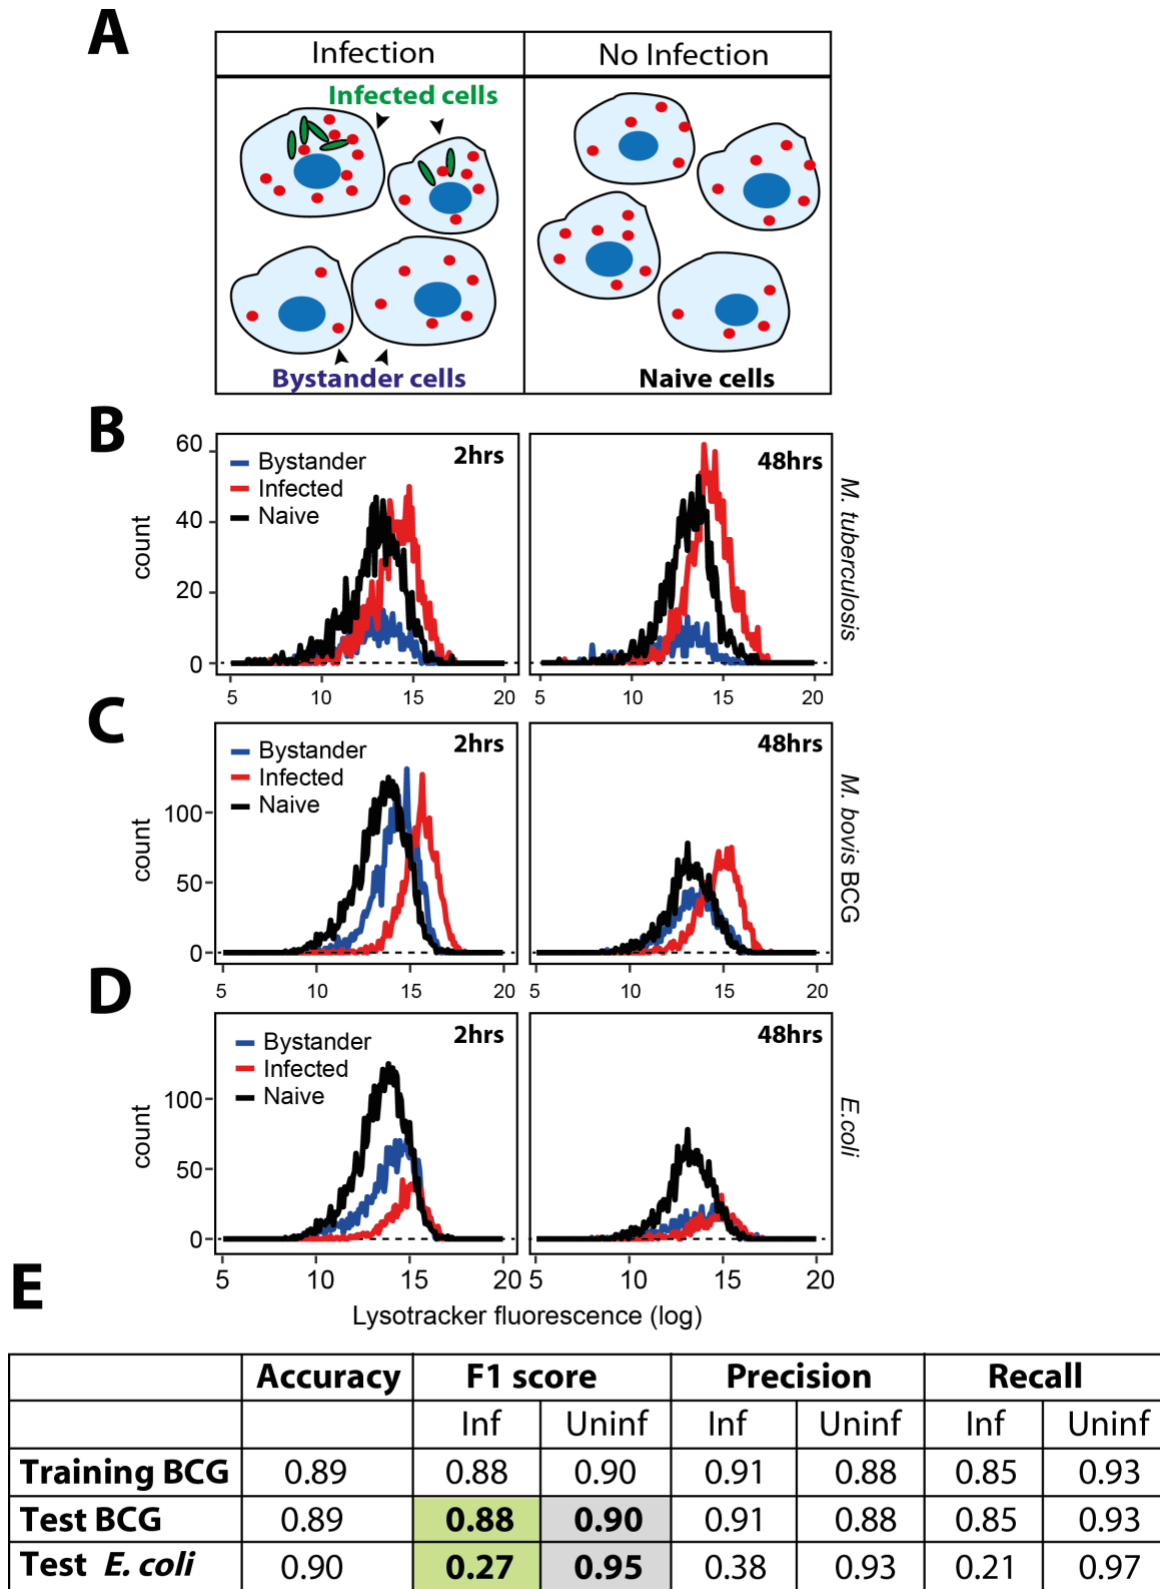 A
Infection No Infection
Infected cells
Bystander cells
Naive cells
B
60
40
20
0
count
Bystander
Infected
Naive
2hrs
48hrs
M. tuberculosis
5 10 15 20 5 10 15 20
C
100
50
0
count
Bystander
Infected
Naive
2hrs
48hrs
M. bovis BCG
5 10 15 20 5 10 15 20
D
100
50
0
count
Bystander
Infected
Naive
2hrs
48hrs
E.coli
5 10 15 20 5 10 15 20
Lysotracker fluorescence (log)
E
Accuracy F1 score Precision Recall
Inf Uninf Inf Uninf Inf Uninf
Training BCG 0.89 0.88 0.90 0.91 0.88 0.85 0.93
Test BCG 0.89 0.88 0.90 0.91 0.88 0.85 0.93
Test E. coli 0.90 0.27 0.95 0.38 0.93 0.21 0.97